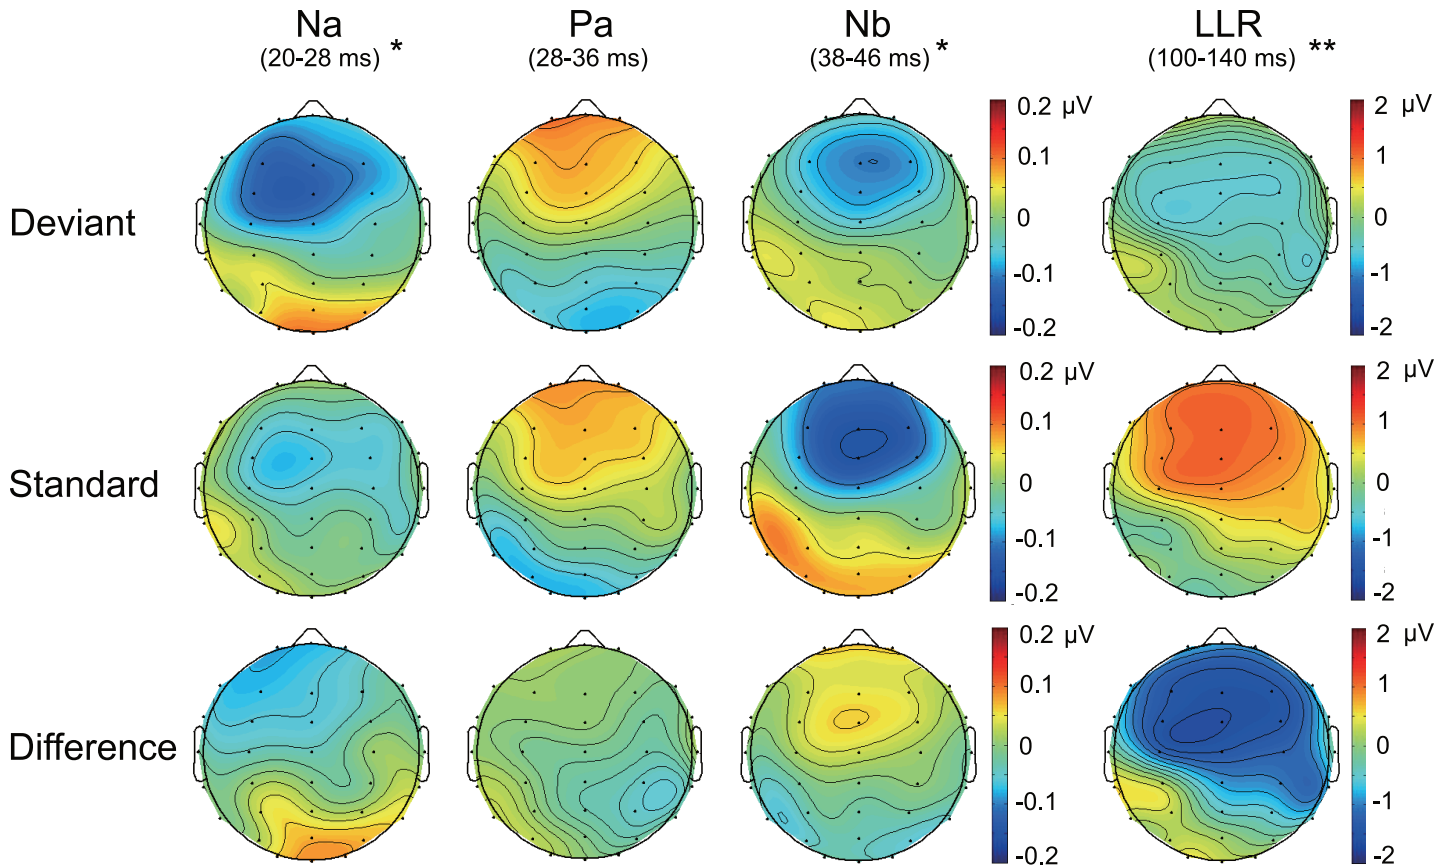 Na
(20-28 ms) *
Pa
(28-36 ms)
Nb
(38-46 ms) *
LLR
(100-140 ms) **
Deviant
0.2 µV
0.1
0
-0.1
-0.2
2 µV
1
0
-1
-2
Standard
0.2 µV
0.1
0
-0.1
-0.2
2 µV
1
0
-1
-2
Difference
0.2 µV
0.1
0
-0.1
-0.2
2 µV
1
0
-1
-2